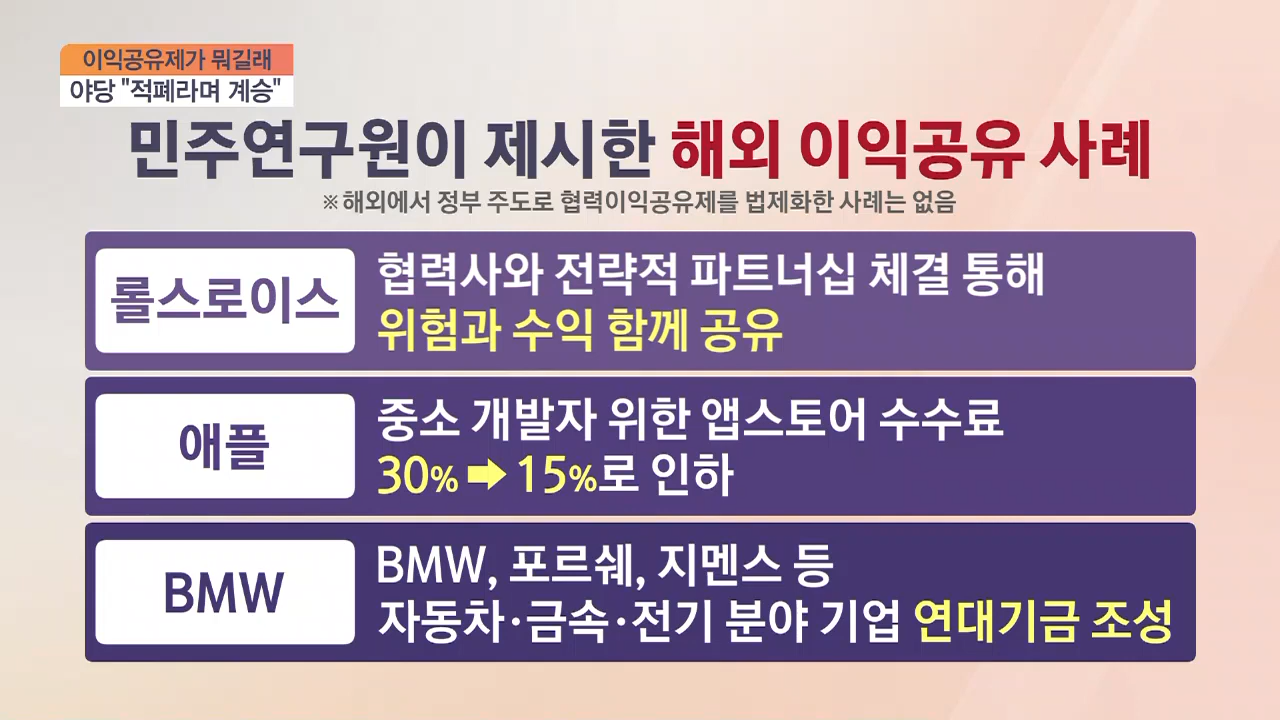 이익공유제가 뭐길래
야당 "적폐라며 계승"
민주연구원이 제시한 해외 이익공유 사례
※ 해외에서 정부 주도로 협력이익공유제를 법제화한 사례는 없음
롤스로이스
협력사와 전략적 파트너십 체결 통해
위험과 수익 함께 공유
애플
중소 개발자 위한 앱스토어 수수료
30% ➡ 15%로 인하
BMW
BMW, 포르쉐, 지멘스 등
자동차·금속·전기 분야 기업 연대기금 조성